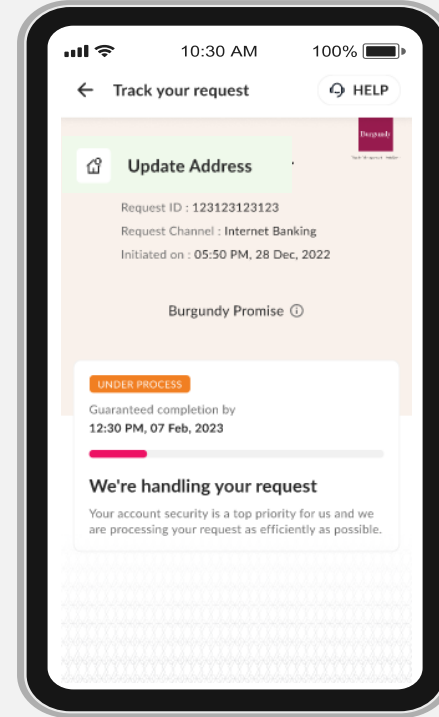 10:30 AM 100%
Track your request HELP
Burgundy
Update Address
Request ID : 123123123123
Request Channel : Internet Banking
Initiated on : 05:50 PM, 28 Dec, 2022
Burgundy Promise
UNDER PROCESS
Guaranteed completion by
12:30 PM, 07 Feb, 2023
We're handling your request
Your account security is a top priority for us and we
are processing your request as efficiently as possible.